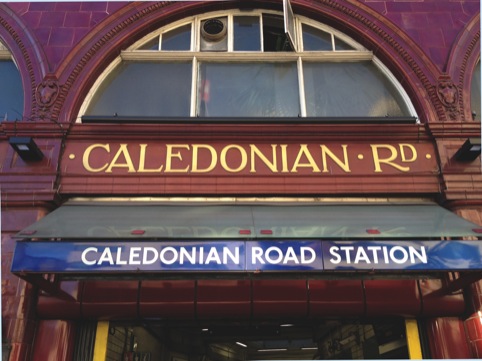 · CALEDONIAN · RD ·
CALEDONIAN ROAD STATION